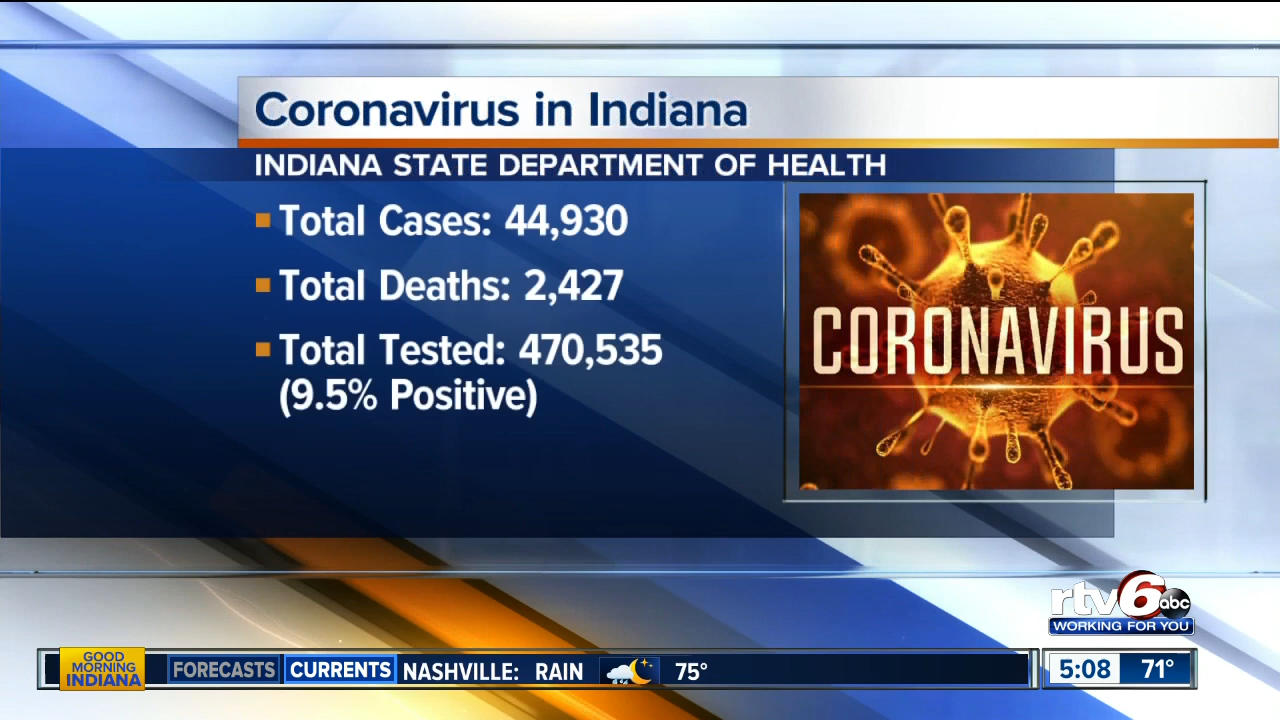 Coronavirus in Indiana
INDIANA STATE DEPARTMENT OF HEALTH
Total Cases: 44,930
Total Deaths: 2,427
Total Tested: 470,535
(9.5% Positive)
CORONAVIRUS
rtv6 abc
WORKING FOR YOU
GOOD
MORNING
INDIANA
FORECASTS CURRENTS NASHVILLE: RAIN 75°
5:08 71°